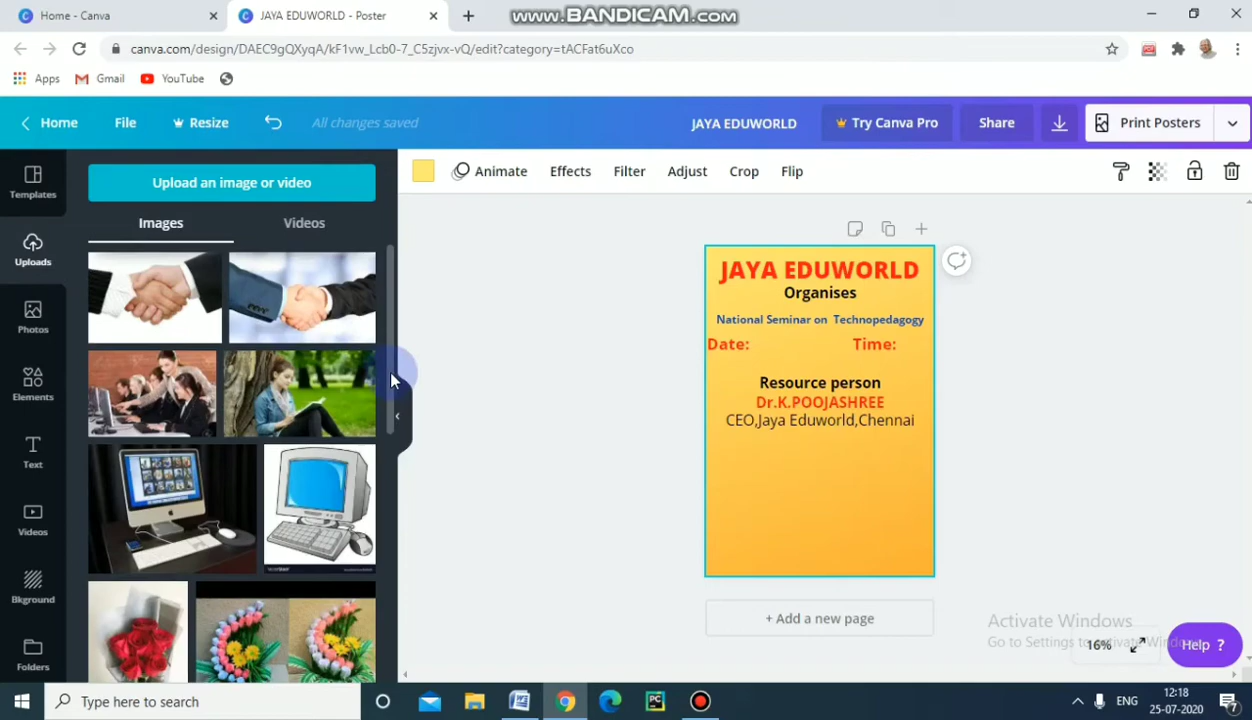 Home - Canva
JAYA EDUWORLD - Poster
WWW.BANDICAM.COM
canva.com/design/DAEC9gQXyqA/kF1vw_Lcb0-7_C5zjvx-vQ/edit?category=tACFat6uXco
Apps
Gmail
YouTube
Home
File
Resize
All changes saved
JAYA EDUWORLD
Try Canva Pro
Share
Print Posters
Templates
Uploads
Photos
Elements
Text
Videos
Bkground
Folders
Upload an image or video
Images
Videos
Animate
Effects
Filter
Adjust
Crop
Flip
JAYA EDUWORLD
Organises
National Seminar on Technopedagogy
Date: Time:
Resource person
Dr.K.POOJASHREE
CEO,Jaya Eduworld,Chennai
+ Add a new page
Activate Windows
Go to Settings to activate Windows.
16%
Help ?
Type here to search
ENG
12:18
25-07-2020
7